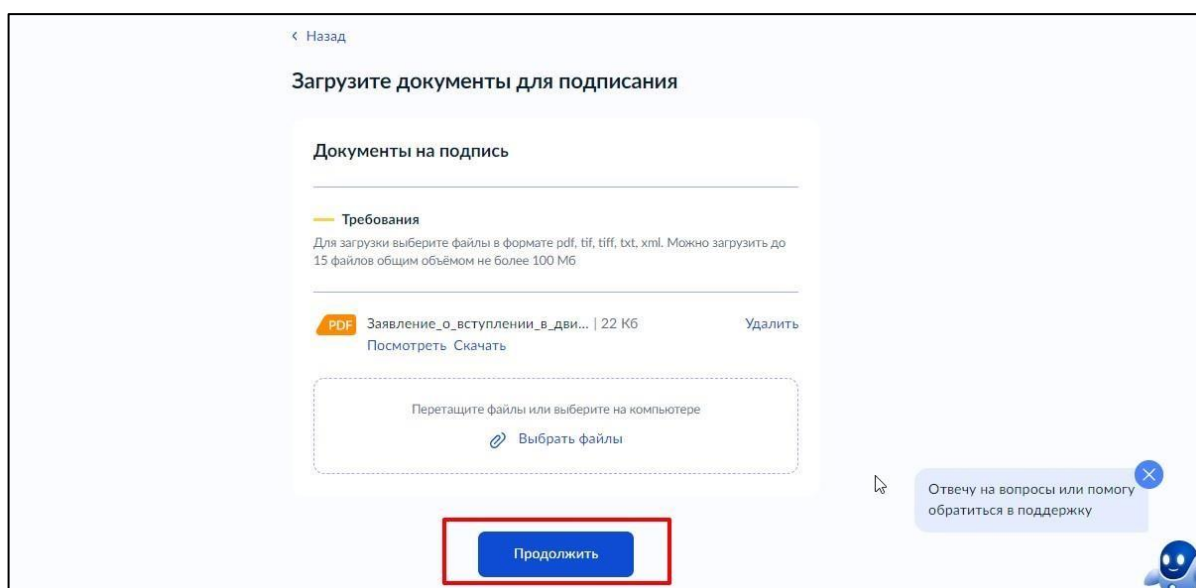 Назад
Загрузите документы для подписания
Документы на подпись
Требования
Для загрузки выберите файлы в формате pdf, tif, tiff, txt, xml. Можно загрузить до
15 файлов общим объёмом не более 100 Мб
PDF Заявление_о_вступлении_в_дви... | 22 Кб Удалить
Посмотреть Скачать
Перетащите файлы или выберите на компьютере
Выбрать файлы
Отвечу на вопросы или помогу
обратиться в поддержку
Продолжить